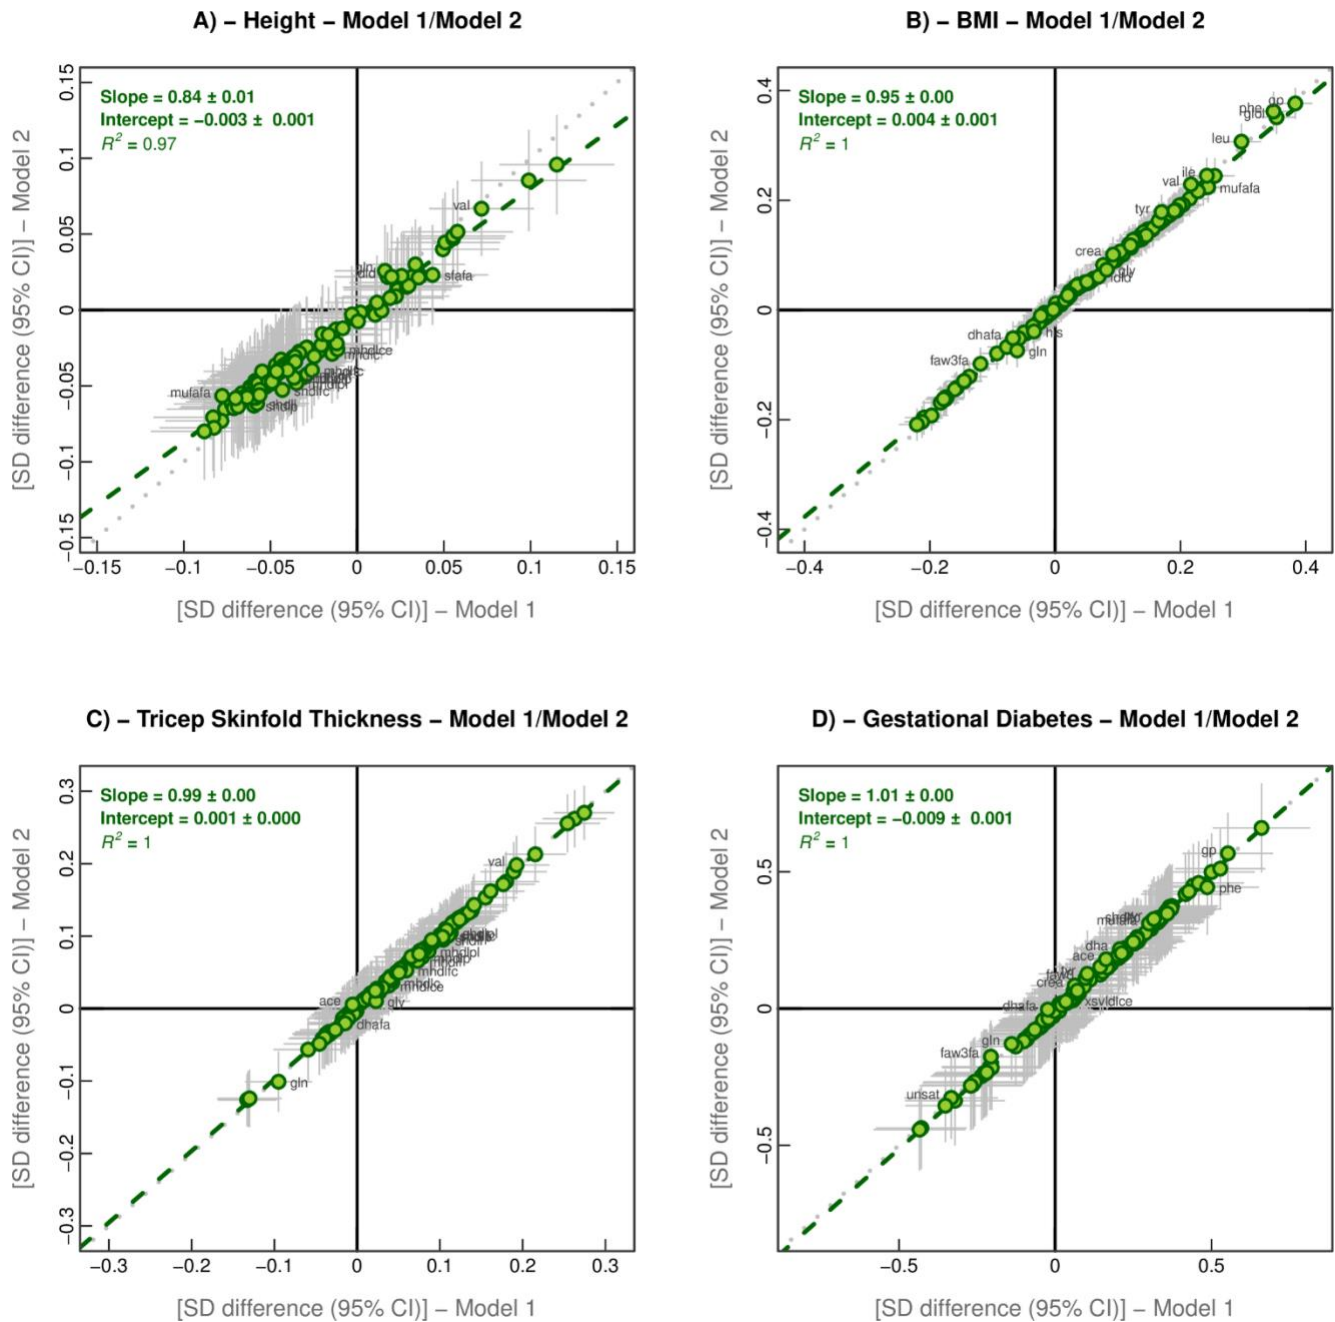 A) – Height – Model 1/Model 2
Slope = 0.84 ± 0.01
Intercept = –0.003 ± 0.001
R² = 0.97
[SD difference (95% CI)] – Model 2
0.15
0.1
0.05
0
–0.05
–0.1
–0.15
val
gln
sfafa
mufafa
mhdlce
shdlfc
shdlp
–0.15 –0.1 –0.05 0 0.05 0.1 0.15
[SD difference (95% CI)] – Model 1
B) – BMI – Model 1/Model 2
Slope = 0.95 ± 0.00
Intercept = 0.004 ± 0.001
R² = 1
[SD difference (95% CI)] – Model 2
0.4
0.2
0
–0.2
–0.4
gp
phe
leu
ile
val
mufafa
tyr
crea
gly
his
dhafa
gln
faw3fa
–0.4 –0.2 0 0.2 0.4
[SD difference (95% CI)] – Model 1
C) – Tricep Skinfold Thickness – Model 1/Model 2
Slope = 0.99 ± 0.00
Intercept = 0.001 ± 0.000
R² = 1
[SD difference (95% CI)] – Model 2
0.3
0.2
0.1
0
–0.1
–0.2
–0.3
val
mhdlpl
mhdlfc
mhdlce
ace
gly
dhafa
gln
–0.3 –0.2 –0.1 0 0.1 0.2 0.3
[SD difference (95% CI)] – Model 1
D) – Gestational Diabetes – Model 1/Model 2
Slope = 1.01 ± 0.00
Intercept = –0.009 ± 0.001
R² = 1
[SD difference (95% CI)] – Model 2
0.5
0
–0.5
gp
phe
mufafa
dha
ace
tyr
crea
dhafa
xsvldlce
gln
faw3fa
unsat
–0.5 0 0.5
[SD difference (95% CI)] – Model 1